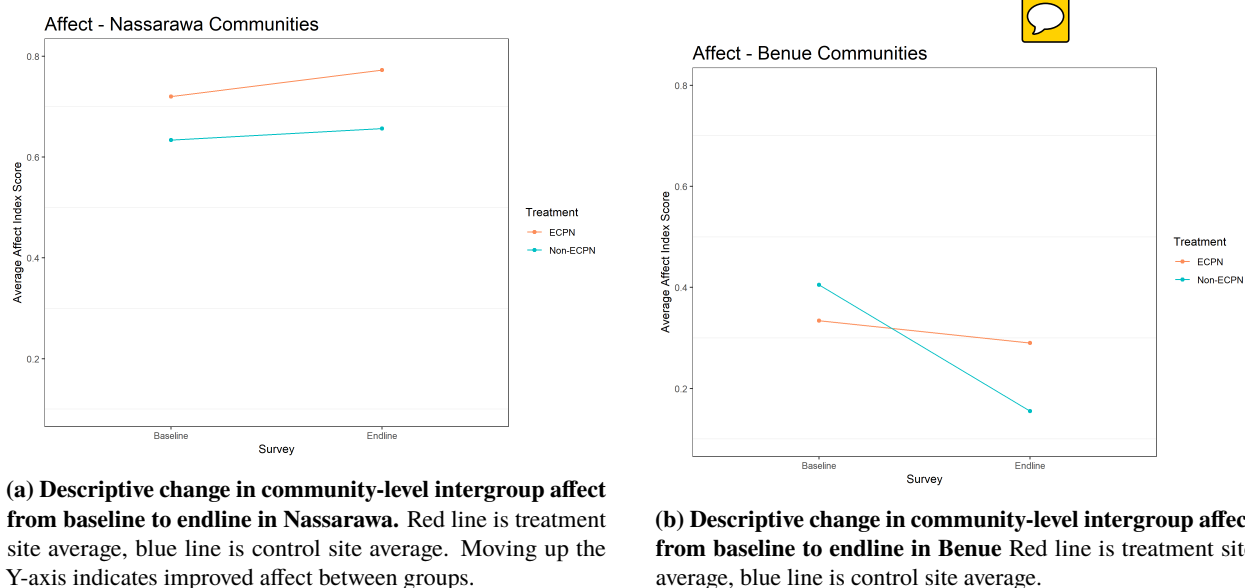 Affect - Nassarawa Communities
0.8
0.6
0.4
0.2
Average Affect Index Score
Baseline
Endline
Survey
Treatment
ECPN
Non-ECPN
(a) Descriptive change in community-level intergroup affect
from baseline to endline in Nassarawa. Red line is treatment
site average, blue line is control site average. Moving up the
Y-axis indicates improved affect between groups.
Affect - Benue Communities
0.8
0.6
0.4
0.2
Average Affect Index Score
Baseline
Endline
Survey
Treatment
ECPN
Non-ECPN
(b) Descriptive change in community-level intergroup affec
from baseline to endline in Benue Red line is treatment sit
average, blue line is control site average.